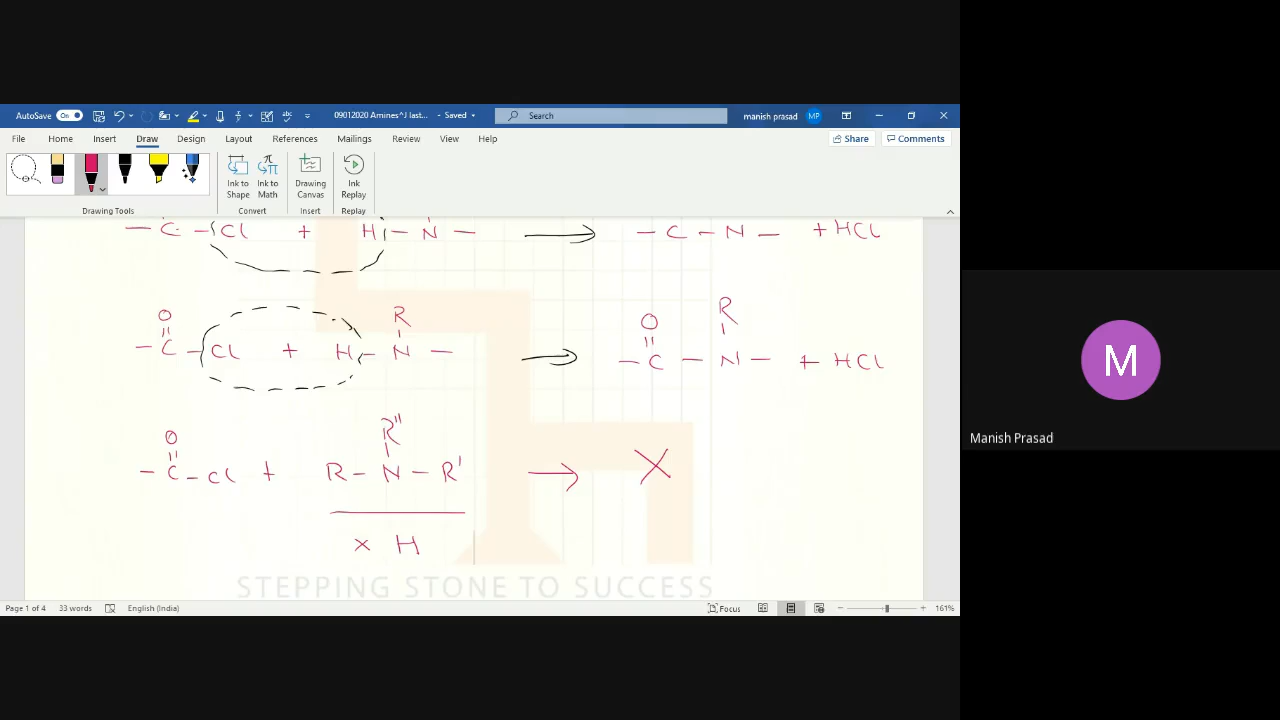 AutoSave On 09012020 Amines^J last... - Saved Search manish prasad MP
File Home Insert Draw Design Layout References Mailings Review View Help Share Comments
Ink to Shape Ink to Math Drawing Canvas Ink Replay
Drawing Tools Convert Insert Replay
- C - Cl + H - N - → - C - N - + HCl
O R O R
- C - Cl + H - N - → - C - N - + HCl
O R"
- C - Cl + R - N - R' → X
x H
STEPPING STONE TO SUCCESS
Page 1 of 4 33 words English (India) Focus 161%
M
Manish Prasad